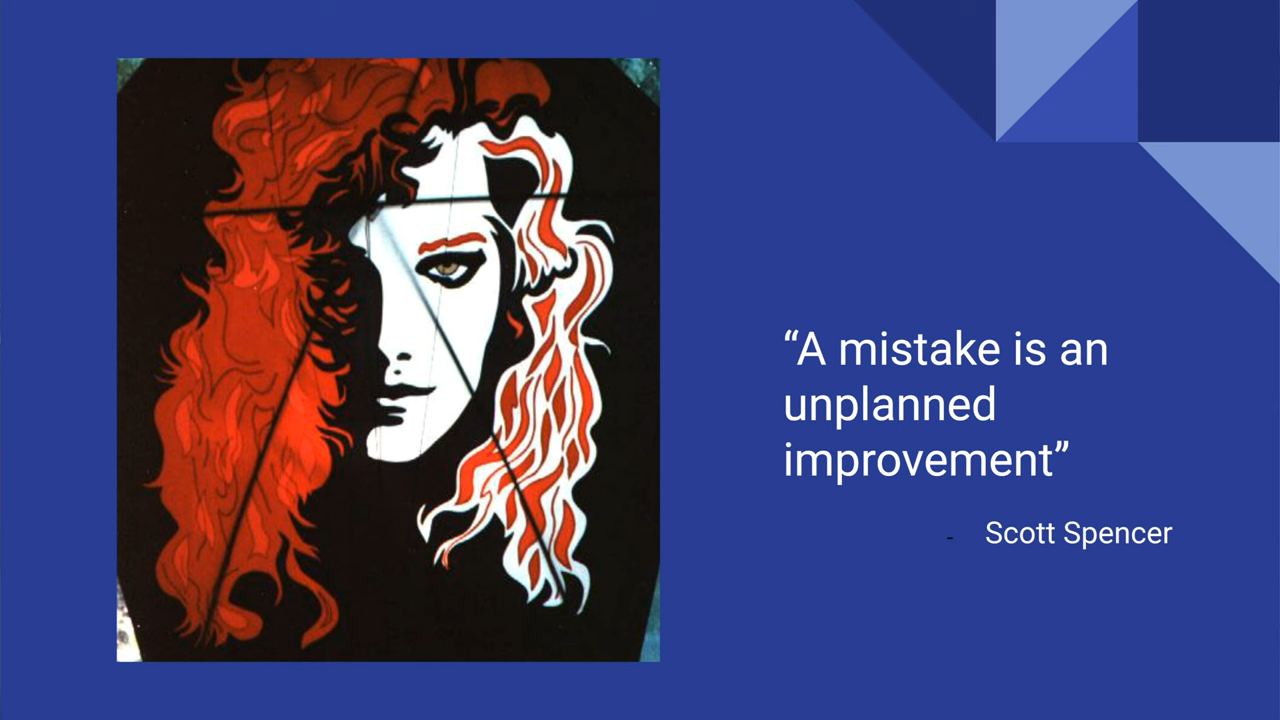 “A mistake is an
unplanned
improvement”
- Scott Spencer